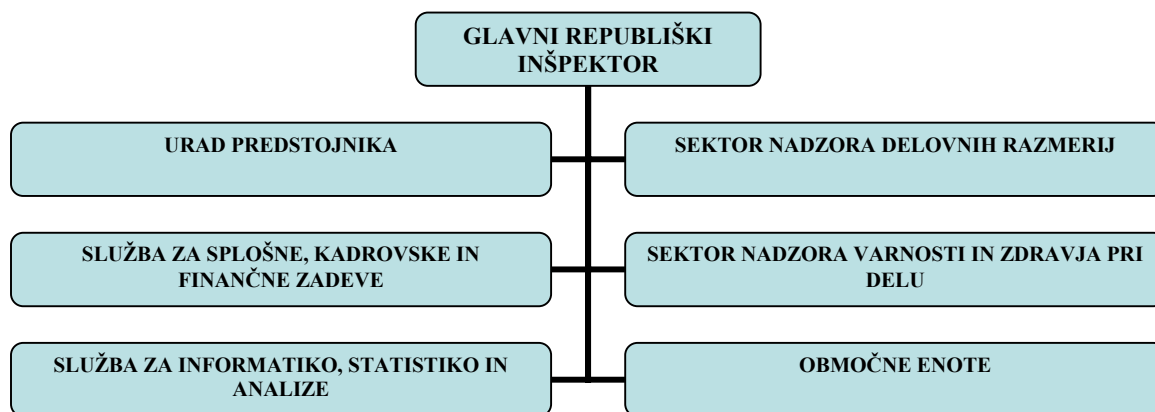 GLAVNI REPUBLIŠKI
INŠPEKTOR
URAD PREDSTOJNIKA
SEKTOR NADZORA DELOVNIH RAZMERIJ
SLUŽBA ZA SPLOŠNE, KADROVSKE IN
FINANČNE ZADEVE
SEKTOR NADZORA VARNOSTI IN ZDRAVJA PRI
DELU
SLUŽBA ZA INFORMATIKO, STATISTIKO IN
ANALIZE
OBMOČNE ENOTE